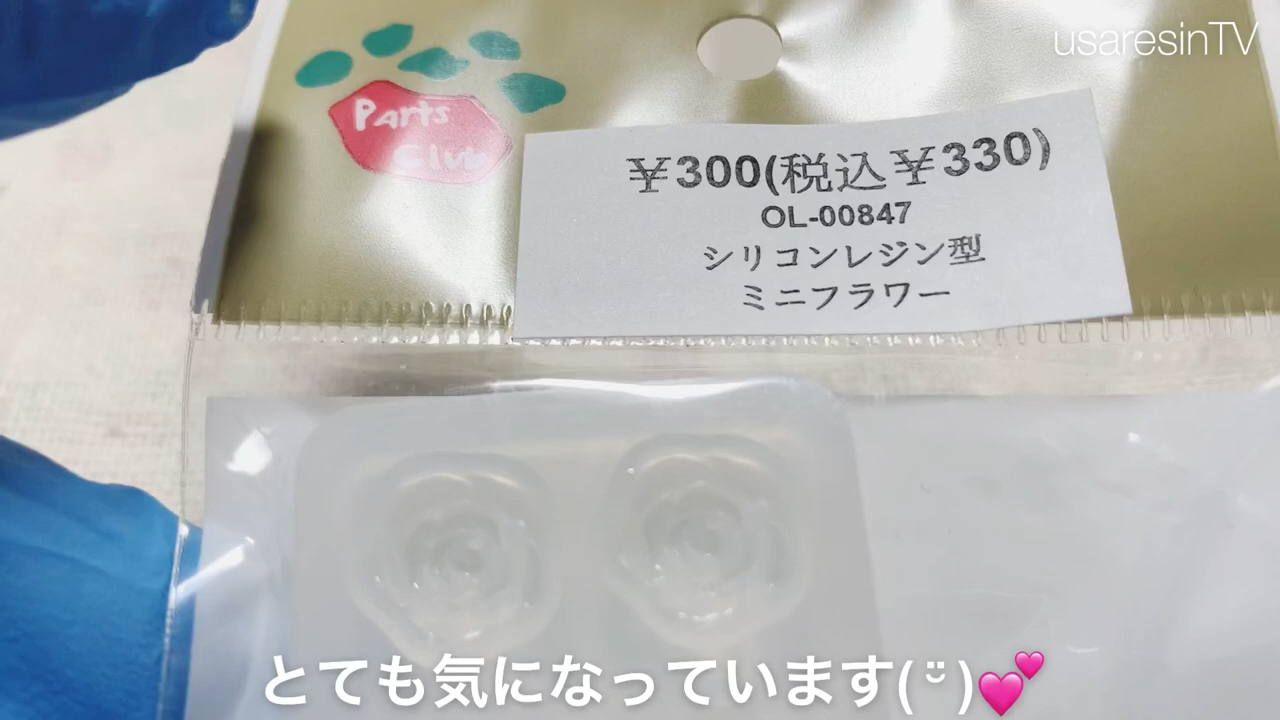 usaresinTV
Parts
Club
￥300(税込￥330)
OL-00847
シリコンレジン型
ミニフラワー
とても気になっています( ¨̮ )💕